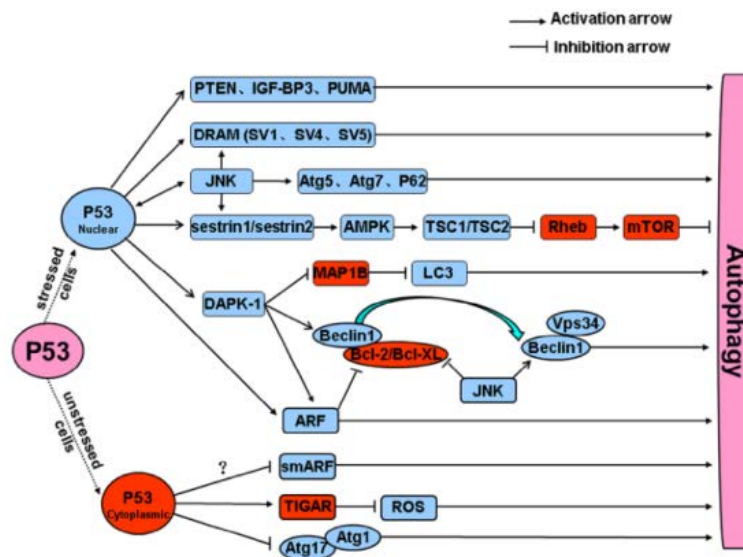 Activation arrow
Inhibition arrow
PTEN、IGF-BP3、PUMA
DRAM (SV1、SV4、SV5)
JNK
Atg5、Atg7、P62
P53
Nuclear
sestrin1/sestrin2
AMPK
TSC1/TSC2
Rheb
mTOR
MAP1B
LC3
DAPK-1
Beclin1
Bcl-2/Bcl-XL
Vps34
Beclin1
JNK
ARF
stressed
cells
P53
unstressed
cells
?
smARF
P53
Cytoplasmic
TIGAR
ROS
Atg17
Atg1
Autophagy